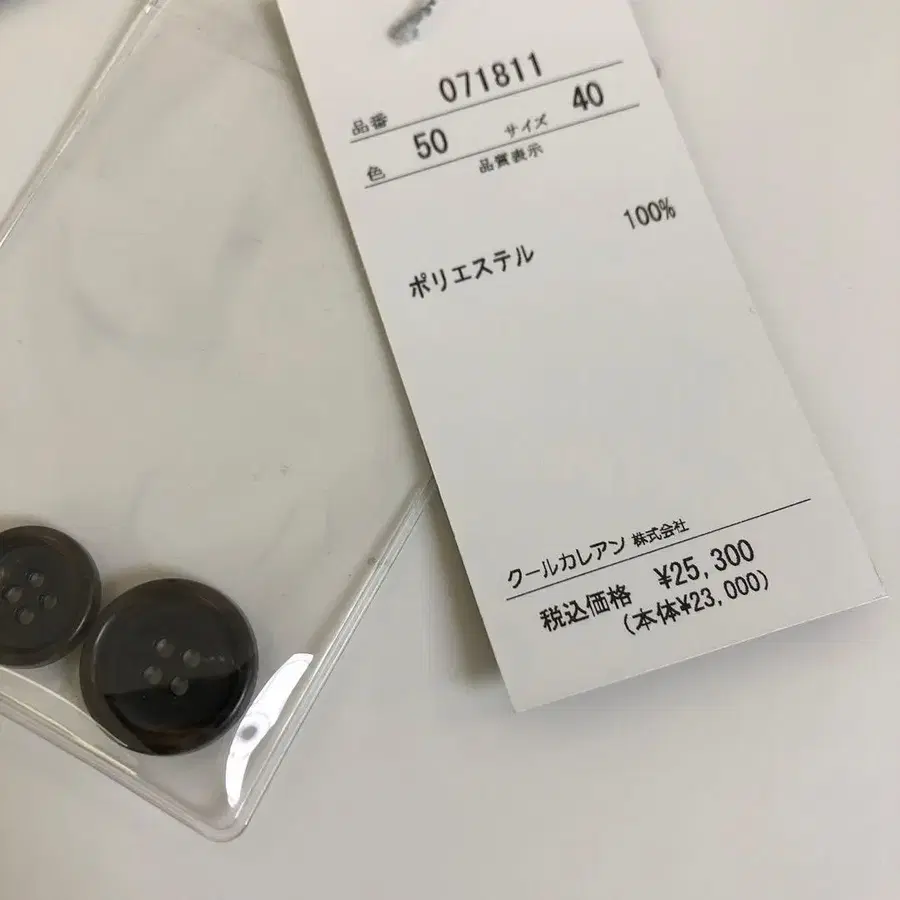 品番 071811
色 50 サイズ 40
品質表示
ポリエステル 100%
クールカレアン 株式会社
税込価格 ¥25,300
(本体¥23,000)